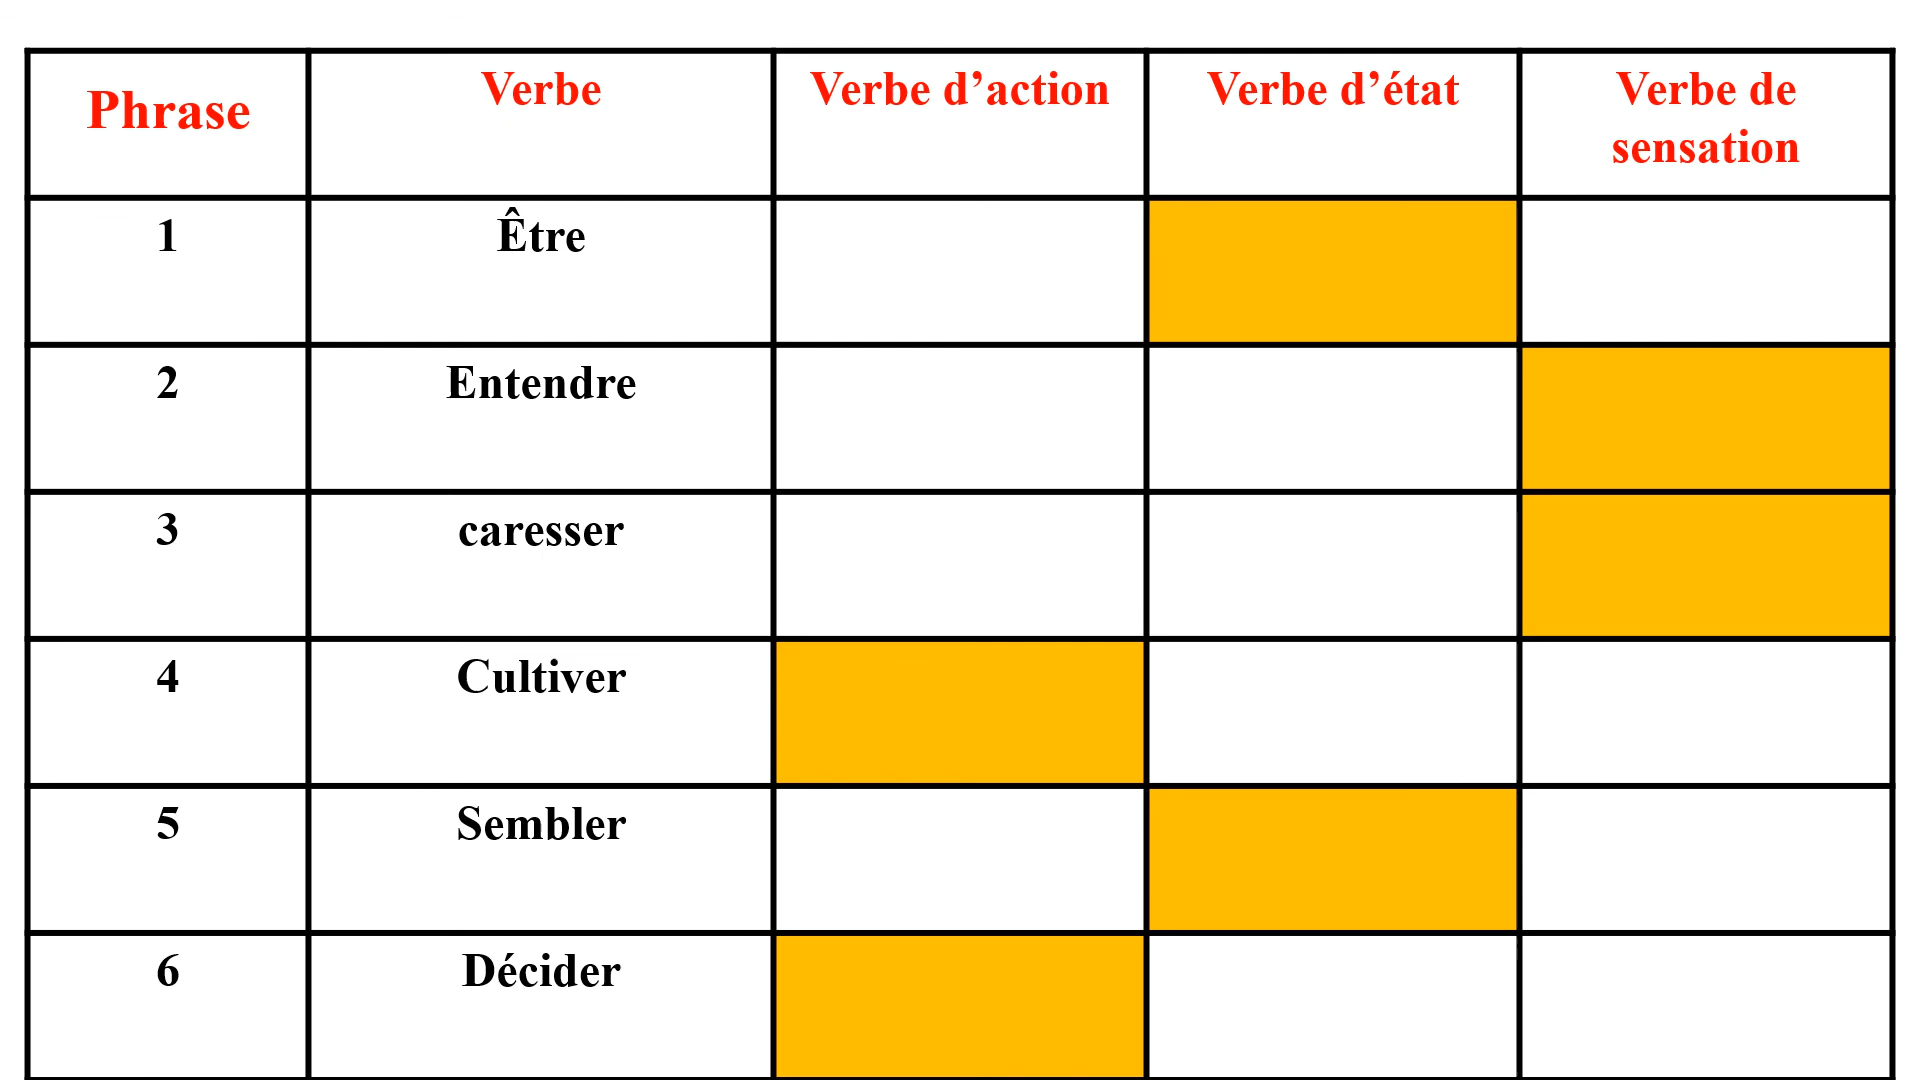 Phrase Verbe Verbe d’action Verbe d’état Verbe de
sensation
1 Être
2 Entendre
3 caresser
4 Cultiver
5 Sembler
6 Décider